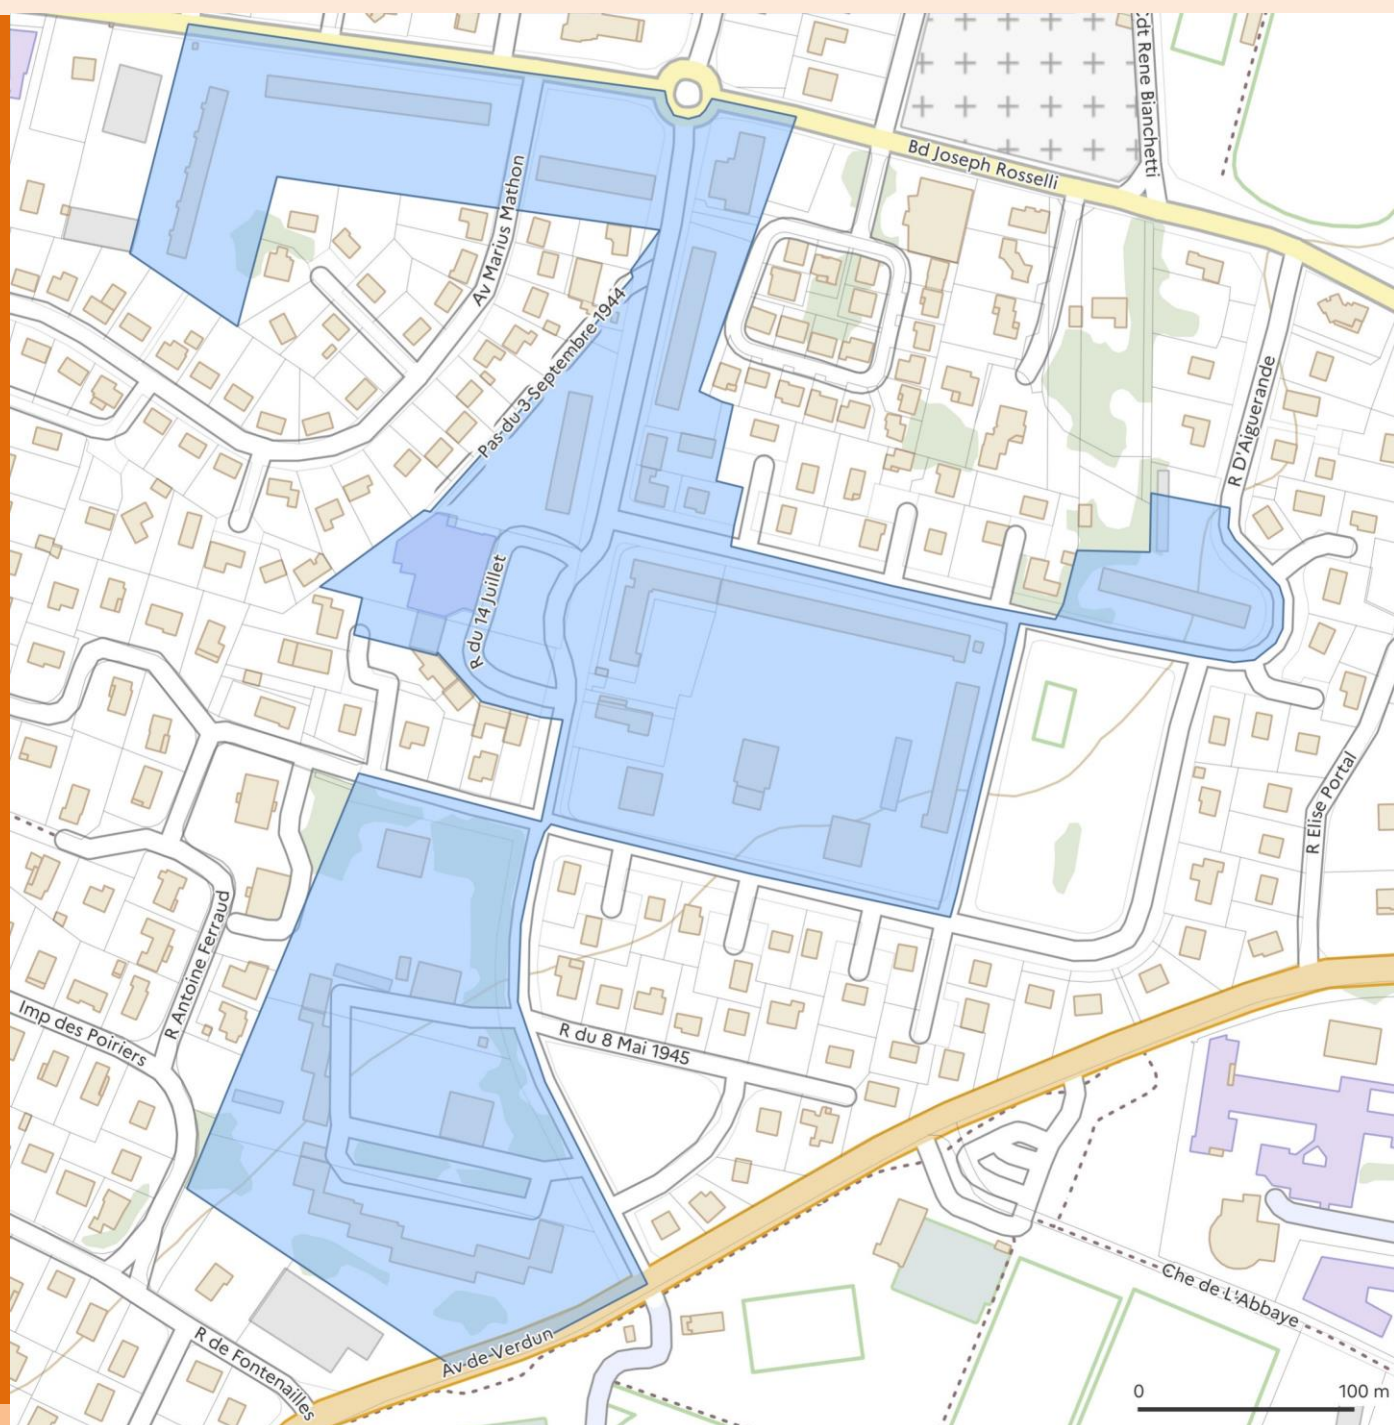 Cdt Rene Bianchetti
Bd Joseph Rosselli
Av Marius Mathon
Pas du 3 Septembre 1944
R D'Aiguerande
R du 14 Juillet
R Elise Portal
R Antoine Ferraud
Imp des Poiriers
R du 8 Mai 1945
Che de L'Abbaye
R de Fontenailles
Av de Verdun
0 100 m